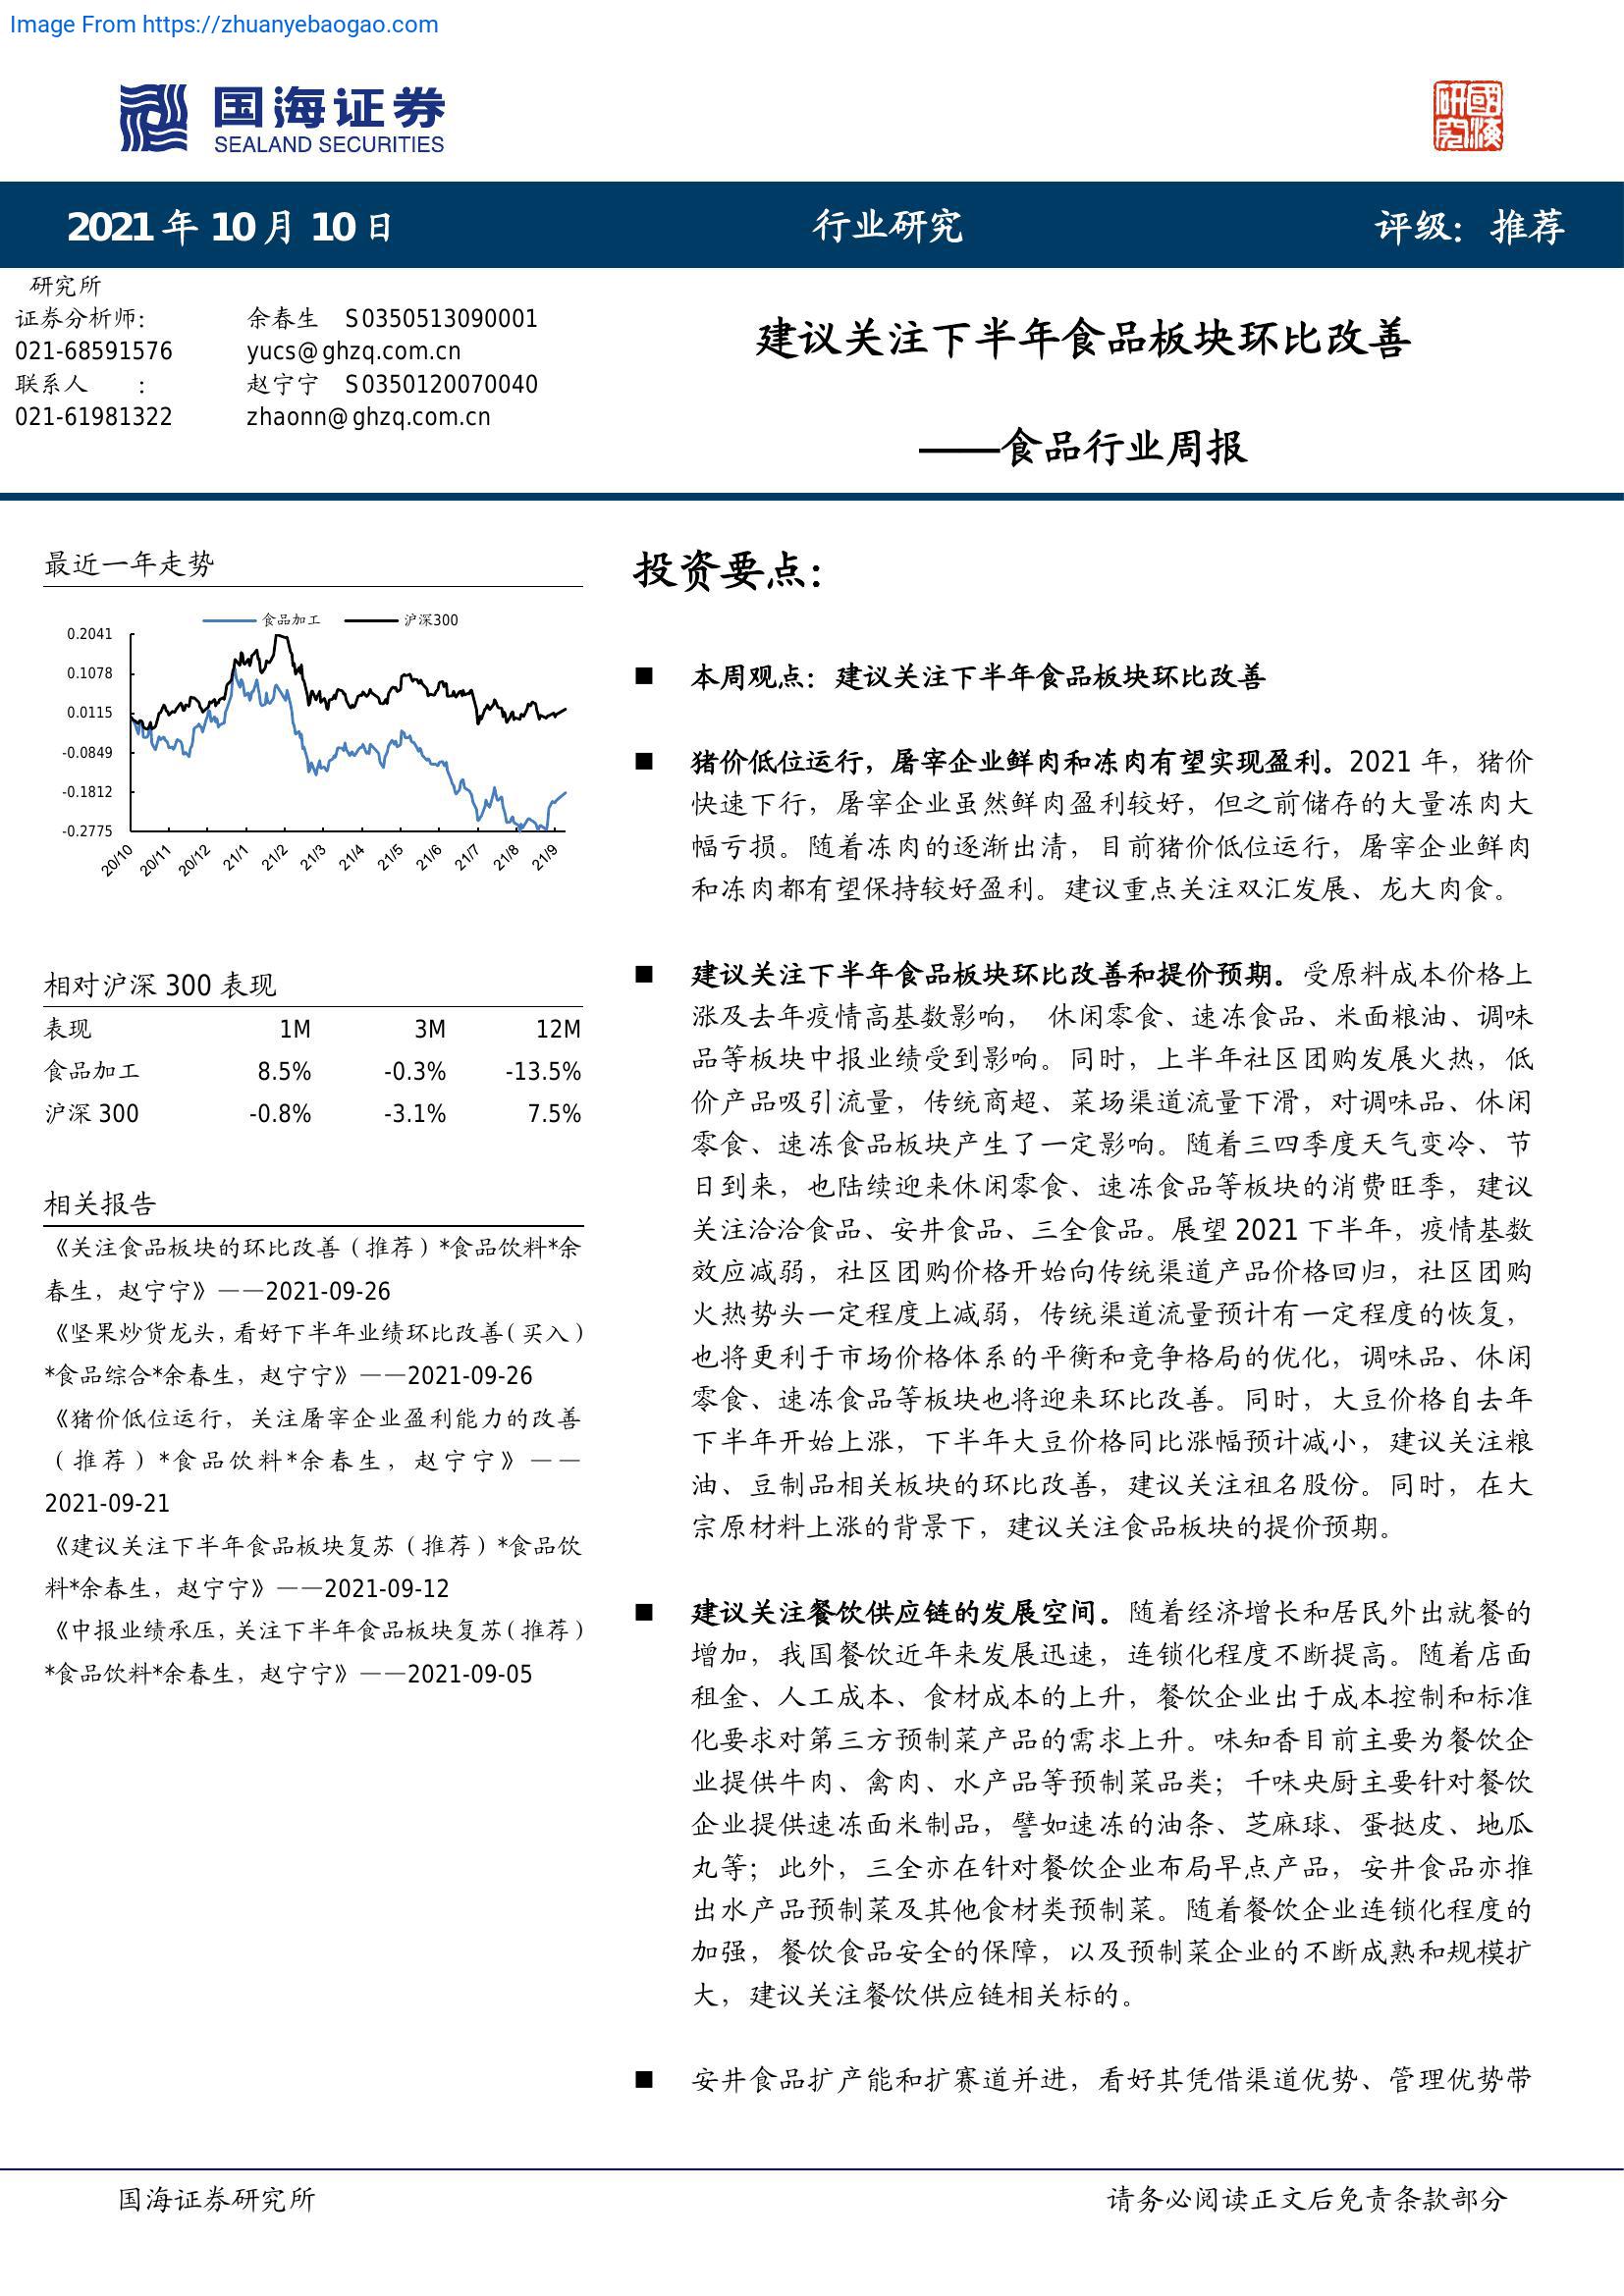 Image From https://zhuanyebaogao.com
国海证券
SEALAND SECURITIES
研國
究海
2021 年 10 月 10 日
行业研究
评级：推荐
研究所
证券分析师： 余春生 S0350513090001
021-68591576 yucs@ghzq.com.cn
联系人 ： 赵宁宁 S0350120070040
021-61981322 zhaonn@ghzq.com.cn
建议关注下半年食品板块环比改善
——食品行业周报
最近一年走势
食品加工 沪深300
0.2041
0.1078
0.0115
-0.0849
-0.1812
-0.2775
20/10 20/11 20/12 21/1 21/2 21/3 21/4 21/5 21/6 21/7 21/8 21/9
相对沪深 300 表现
表现 1M 3M 12M
食品加工 8.5% -0.3% -13.5%
沪深 300 -0.8% -3.1% 7.5%
相关报告
《关注食品板块的环比改善（推荐）*食品饮料*余
春生，赵宁宁》——2021-09-26
《坚果炒货龙头，看好下半年业绩环比改善（买入）
*食品综合*余春生，赵宁宁》——2021-09-26
《猪价低位运行，关注屠宰企业盈利能力的改善
（推荐）*食品饮料*余春生，赵宁宁》——
2021-09-21
《建议关注下半年食品板块复苏（推荐）*食品饮
料*余春生，赵宁宁》——2021-09-12
《中报业绩承压，关注下半年食品板块复苏（推荐）
*食品饮料*余春生，赵宁宁》——2021-09-05
投资要点：
■ 本周观点：建议关注下半年食品板块环比改善
■ 猪价低位运行，屠宰企业鲜肉和冻肉有望实现盈利。2021 年，猪价
快速下行，屠宰企业虽然鲜肉盈利较好，但之前储存的大量冻肉大
幅亏损。随着冻肉的逐渐出清，目前猪价低位运行，屠宰企业鲜肉
和冻肉都有望保持较好盈利。建议重点关注双汇发展、龙大肉食。
■ 建议关注下半年食品板块环比改善和提价预期。受原料成本价格上
涨及去年疫情高基数影响， 休闲零食、速冻食品、米面粮油、调味
品等板块中报业绩受到影响。同时，上半年社区团购发展火热，低
价产品吸引流量，传统商超、菜场渠道流量下滑，对调味品、休闲
零食、速冻食品板块产生了一定影响。随着三四季度天气变冷、节
日到来，也陆续迎来休闲零食、速冻食品等板块的消费旺季，建议
关注洽洽食品、安井食品、三全食品。展望 2021 下半年，疫情基数
效应减弱，社区团购价格开始向传统渠道产品价格回归，社区团购
火热势头一定程度上减弱，传统渠道流量预计有一定程度的恢复，
也将更利于市场价格体系的平衡和竞争格局的优化，调味品、休闲
零食、速冻食品等板块也将迎来环比改善。同时，大豆价格自去年
下半年开始上涨，下半年大豆价格同比涨幅预计减小，建议关注粮
油、豆制品相关板块的环比改善，建议关注祖名股份。同时，在大
宗原材料上涨的背景下，建议关注食品板块的提价预期。
■ 建议关注餐饮供应链的发展空间。随着经济增长和居民外出就餐的
增加，我国餐饮近年来发展迅速，连锁化程度不断提高。随着店面
租金、人工成本、食材成本的上升，餐饮企业出于成本控制和标准
化要求对第三方预制菜产品的需求上升。味知香目前主要为餐饮企
业提供牛肉、禽肉、水产品等预制菜品类；千味央厨主要针对餐饮
企业提供速冻面米制品，譬如速冻的油条、芝麻球、蛋挞皮、地瓜
丸等；此外，三全亦在针对餐饮企业布局早点产品，安井食品亦推
出水产品预制菜及其他食材类预制菜。随着餐饮企业连锁化程度的
加强，餐饮食品安全的保障，以及预制菜企业的不断成熟和规模扩
大，建议关注餐饮供应链相关标的。
■ 安井食品扩产能和扩赛道并进，看好其凭借渠道优势、管理优势带
国海证券研究所
请务必阅读正文后免责条款部分